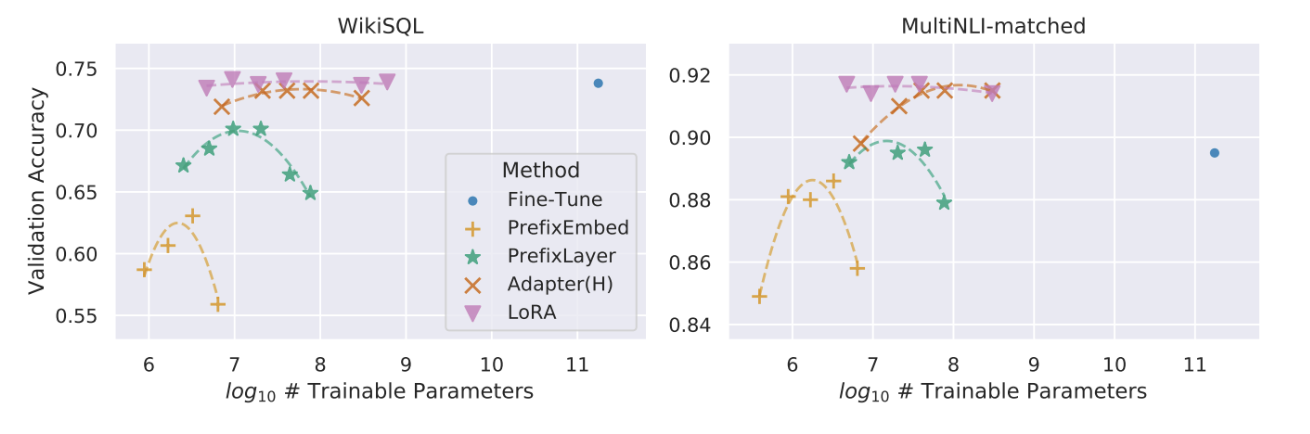 WikiSQL
Validation Accuracy
0.75
0.70
0.65
0.60
0.55
6 7 8 9 10 11
log10 # Trainable Parameters
Method
Fine-Tune
PrefixEmbed
PrefixLayer
Adapter(H)
LoRA
MultiNLI-matched
0.92
0.90
0.88
0.86
0.84
6 7 8 9 10 11
log10 # Trainable Parameters